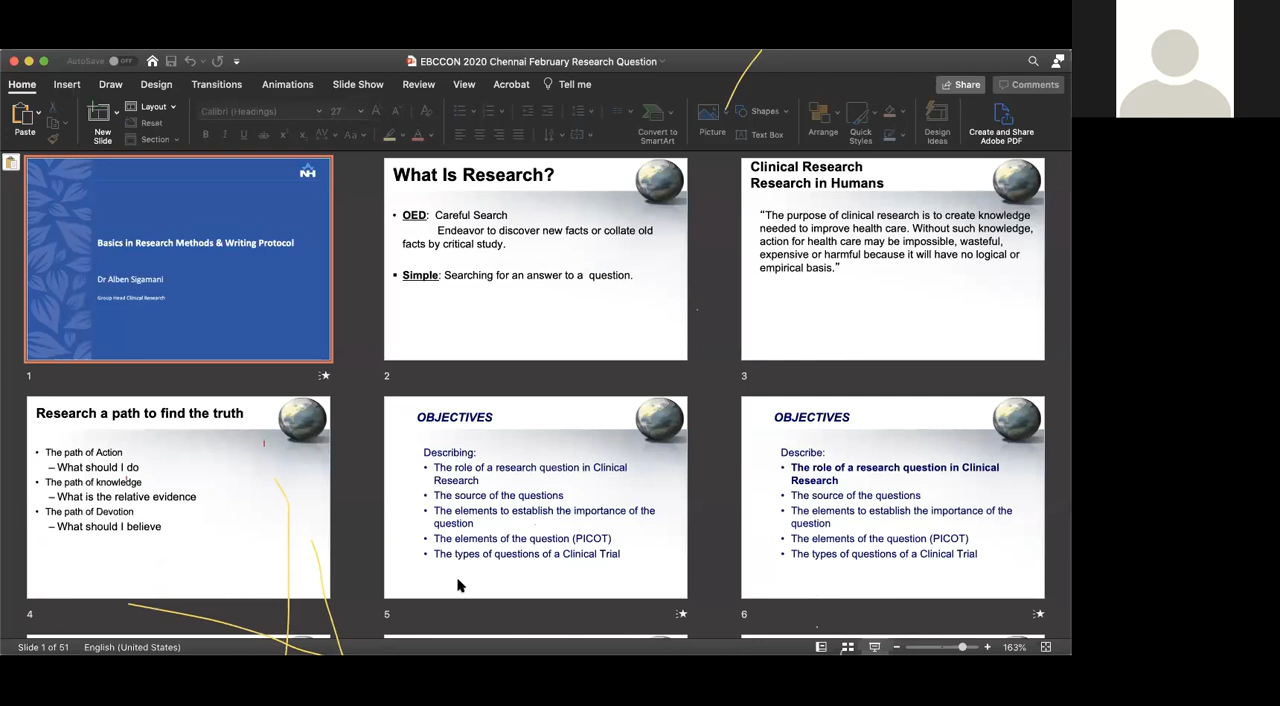 AutoSave OFF
EBCCON 2020 Chennai February Research Question
Home Insert Draw Design Transitions Animations Slide Show Review View Acrobat Tell me
Share Comments
Paste
New Slide
Layout
Reset
Section
Calibri (Headings) 27
Convert to SmartArt
Picture
Shapes
Text Box
Arrange
Quick Styles
Design Ideas
Create and Share Adobe PDF
NH
Basics in Research Methods & Writing Protocol
Dr Alben Sigamani
Group Head Clinical Research
1
What Is Research?
• OED: Careful Search
Endeavor to discover new facts or collate old
facts by critical study.
▪ Simple: Searching for an answer to a question.
2
Clinical Research
Research in Humans
“The purpose of clinical research is to create knowledge
needed to improve health care. Without such knowledge,
action for health care may be impossible, wasteful,
expensive or harmful because it will have no logical or
empirical basis.”
3
Research a path to find the truth
• The path of Action
– What should I do
• The path of knowledge
– What is the relative evidence
• The path of Devotion
– What should I believe
4
OBJECTIVES
Describing:
• The role of a research question in Clinical
Research
• The source of the questions
• The elements to establish the importance of the
question
• The elements of the question (PICOT)
• The types of questions of a Clinical Trial
5
OBJECTIVES
Describe:
• The role of a research question in Clinical
Research
• The source of the questions
• The elements to establish the importance of the
question
• The elements of the question (PICOT)
• The types of questions of a Clinical Trial
6
Slide 1 of 51 English (United States) 163%